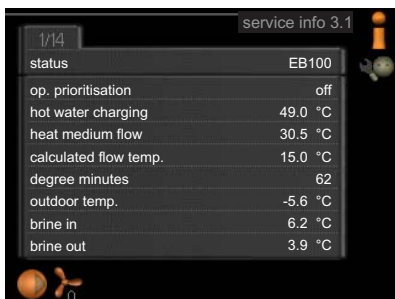 service info 3.1
1/14
status EB100
op. prioritisation off
hot water charging 49.0 °C
heat medium flow 30.5 °C
calculated flow temp. 15.0 °C
degree minutes 62
outdoor temp. -5.6 °C
brine in 6.2 °C
brine out 3.9 °C